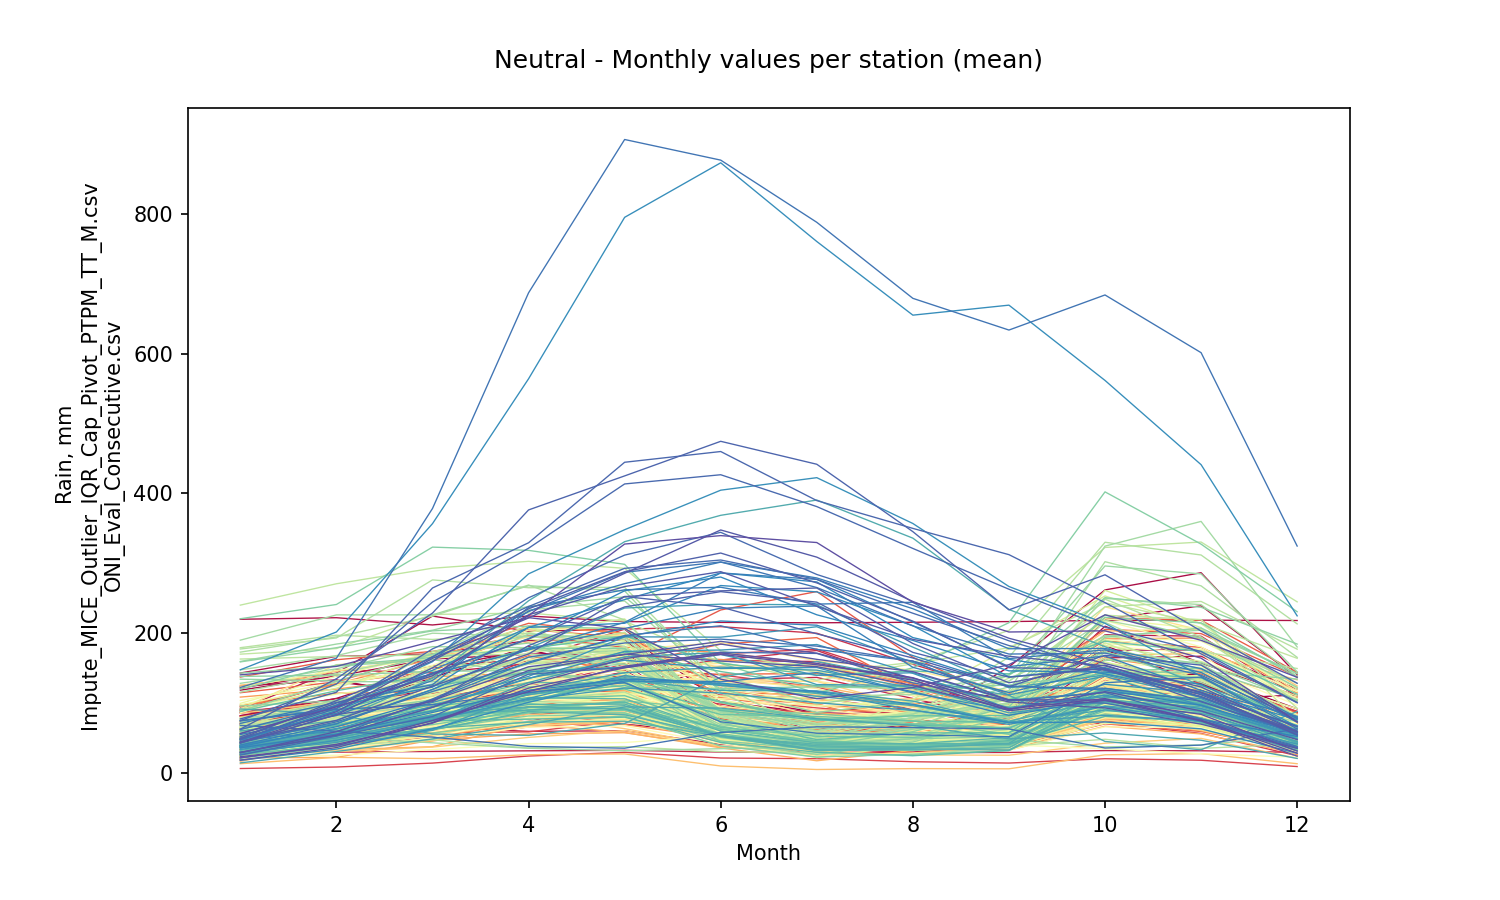 Neutral - Monthly values per station (mean)
Rain, mm
Impute_MICE_Outlier_IQR_Cap_Pivot_PTPM_TT_M.csv
ONI_Eval_Consecutive.csv
800
600
400
200
0
2
4
6
8
10
12
Month